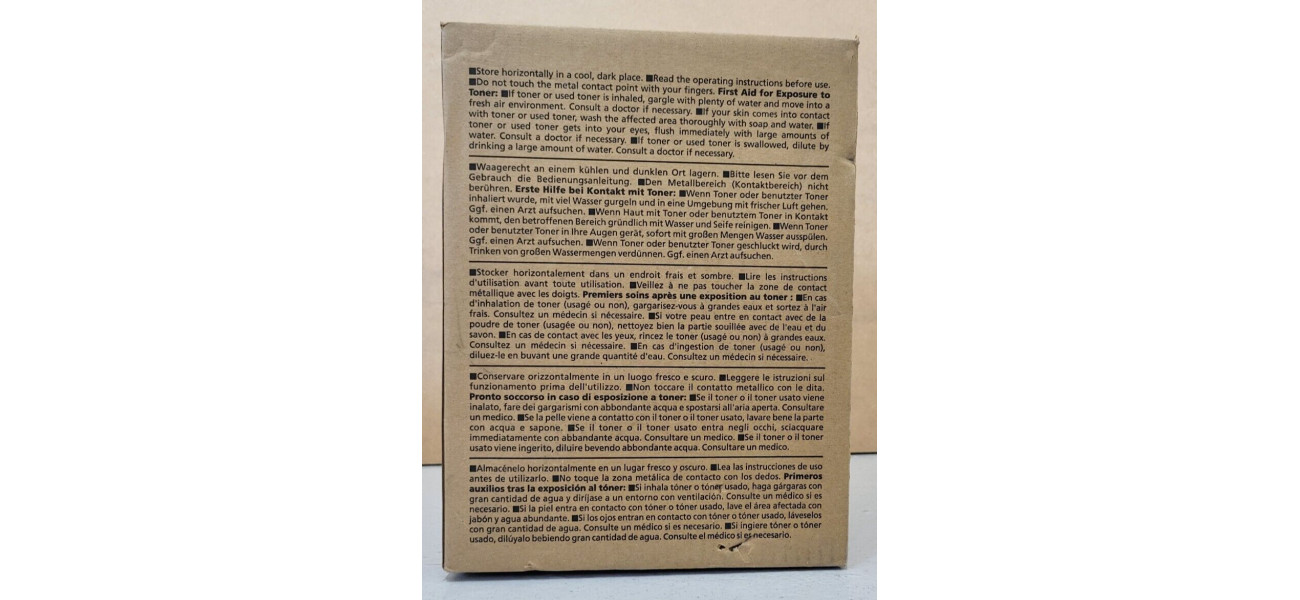 ■Store horizontally in a cool, dark place. ■Read the operating instructions before use.
■Do not touch the metal contact point with your fingers. First Aid for Exposure to
Toner: ■If toner or used toner is inhaled, gargle with plenty of water and move into a
fresh air environment. Consult a doctor if necessary. ■If your skin comes into contact
with toner or used toner, wash the affected area thoroughly with soap and water. ■If
toner or used toner gets into your eyes, flush immediately with large amounts of
water. Consult a doctor if necessary. ■If toner or used toner is swallowed, dilute by
drinking a large amount of water. Consult a doctor if necessary.
■Waagerecht an einem kühlen und dunklen Ort lagern. ■Bitte lesen Sie vor dem
Gebrauch die Bedienungsanleitung. ■Den Metallbereich (Kontaktbereich) nicht
berühren. Erste Hilfe bei Kontakt mit Toner: ■Wenn Toner oder benutzter Toner
inhaliert wurde, mit viel Wasser gurgeln und in eine Umgebung mit frischer Luft gehen.
Ggf. einen Arzt aufsuchen. ■Wenn Haut mit Toner oder benutztem Toner in Kontakt
kommt, den betroffenen Bereich gründlich mit Wasser und Seife reinigen. ■Wenn Toner
oder benutzter Toner in Ihre Augen gerät, sofort mit großen Mengen Wasser ausspülen.
Ggf. einen Arzt aufsuchen. ■Wenn Toner oder benutzter Toner geschluckt wird, durch
Trinken von großen Wassermengen verdünnen. Ggf. einen Arzt aufsuchen.
■Stocker horizontalement dans un endroit frais et sombre. ■Lire les instructions
d'utilisation avant toute utilisation. ■Veillez à ne pas toucher la zone de contact
métallique avec les doigts. Premiers soins après une exposition au toner : ■En cas
d'inhalation de toner (usagé ou non), gargarisez-vous à grandes eaux et sortez à l'air
frais. Consultez un médecin si nécessaire. ■Si votre peau entre en contact avec de la
poudre de toner (usagée ou non), nettoyez bien la partie souillée avec de l'eau et du
savon. ■En cas de contact avec les yeux, rincez le toner (usagé ou non) à grandes eaux.
Consultez un médecin si nécessaire. ■En cas d'ingestion de toner (usagé ou non),
diluez-le en buvant une grande quantité d'eau. Consultez un médecin si nécessaire.
■Conservare orizzontalmente in un luogo fresco e scuro. ■Leggere le istruzioni sul
funzionamento prima dell'utilizzo. ■Non toccare il contatto metallico con le dita.
Pronto soccorso in caso di esposizione a toner: ■Se il toner o il toner usato viene
inalato, fare dei gargarismi con abbondante acqua e spostarsi all'aria aperta. Consultare
un medico. ■Se la pelle viene a contatto con il toner o il toner usato, lavare bene la parte
con acqua e sapone. ■Se il toner o il toner usato entra negli occhi, sciacquare
immediatamente con abbandante acqua. Consultare un medico. ■Se il toner o il toner
usato viene ingerito, diluire bevendo abbondante acqua. Consultare un medico.
■Almacénelo horizontalmente en un lugar fresco y oscuro. ■Lea las instrucciones de uso
antes de utilizarlo. ■No toque la zona metálica de contacto con los dedos. Primeros
auxilios tras la exposición al tóner: ■Si inhala tóner o tóner usado, haga gárgaras con
gran cantidad de agua y diríjase a un entorno con ventilación. Consulte un médico si es
necesario. ■Si la piel entra en contacto con tóner o tóner usado, lave el área afectada con
jabón y agua abundante. ■Si los ojos entran en contacto con tóner o tóner usado, láveselos
con gran cantidad de agua. Consulte un médico si es necesario. ■Si ingiere tóner o tóner
usado, dilúyalo bebiendo gran cantidad de agua. Consulte el médico si es necesario.